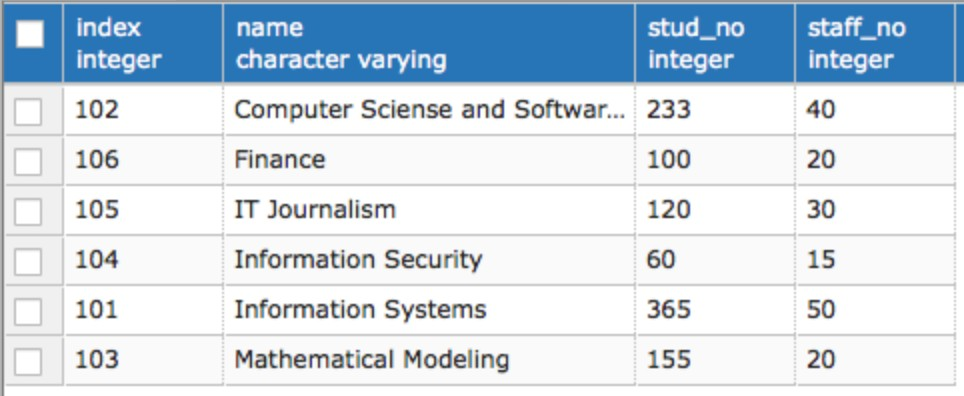 index name stud_no staff_no
integer character varying integer integer
102 Computer Sciense and Softwar... 233 40
106 Finance 100 20
105 IT Journalism 120 30
104 Information Security 60 15
101 Information Systems 365 50
103 Mathematical Modeling 155 20